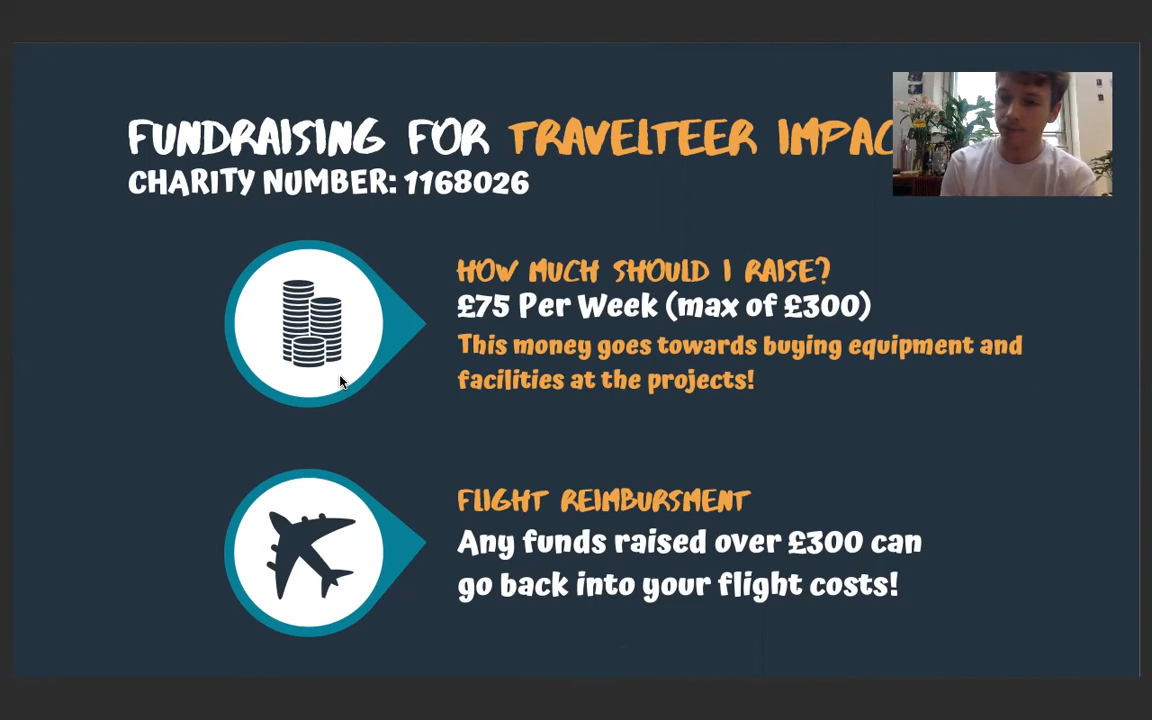 FUNDRAISING FOR TRAVELTEER IMPAC
CHARITY NUMBER: 1168026
HOW MUCH SHOULD I RAISE?
£75 Per Week (max of £300)
This money goes towards buying equipment and
facilities at the projects!
FLIGHT REIMBURSMENT
Any funds raised over £300 can
go back into your flight costs!